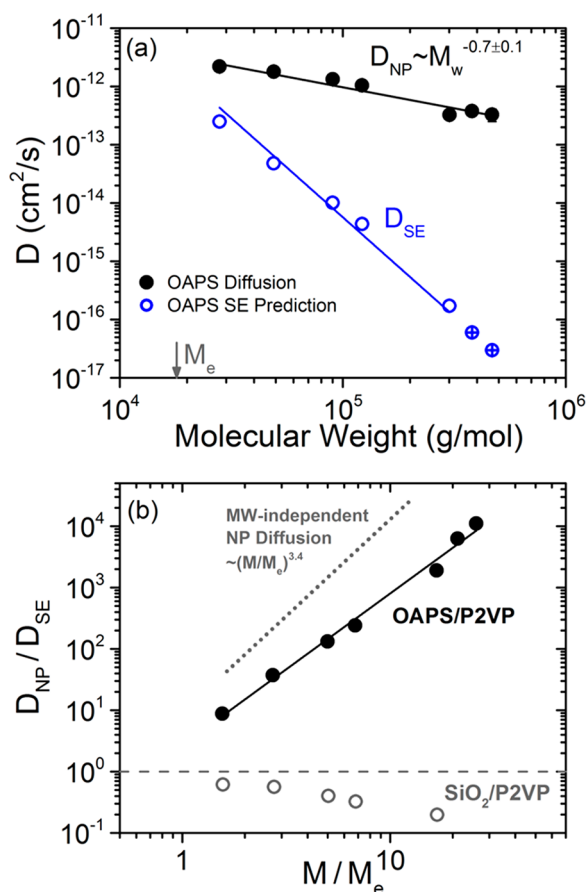 (a)
D_NP~M_w^-0.7±0.1
10^-11
10^-12
10^-13
10^-14
10^-15
10^-16
10^-17
D (cm²/s)
D_SE
OAPS Diffusion
OAPS SE Prediction
M_e
10^4
10^5
10^6
Molecular Weight (g/mol)
(b)
MW-independent
NP Diffusion
~(M/M_e)^3.4
OAPS/P2VP
10^4
10^3
10^2
10^1
10^0
10^-1
D_NP / D_SE
SiO₂/P2VP
1
10
M / M_e